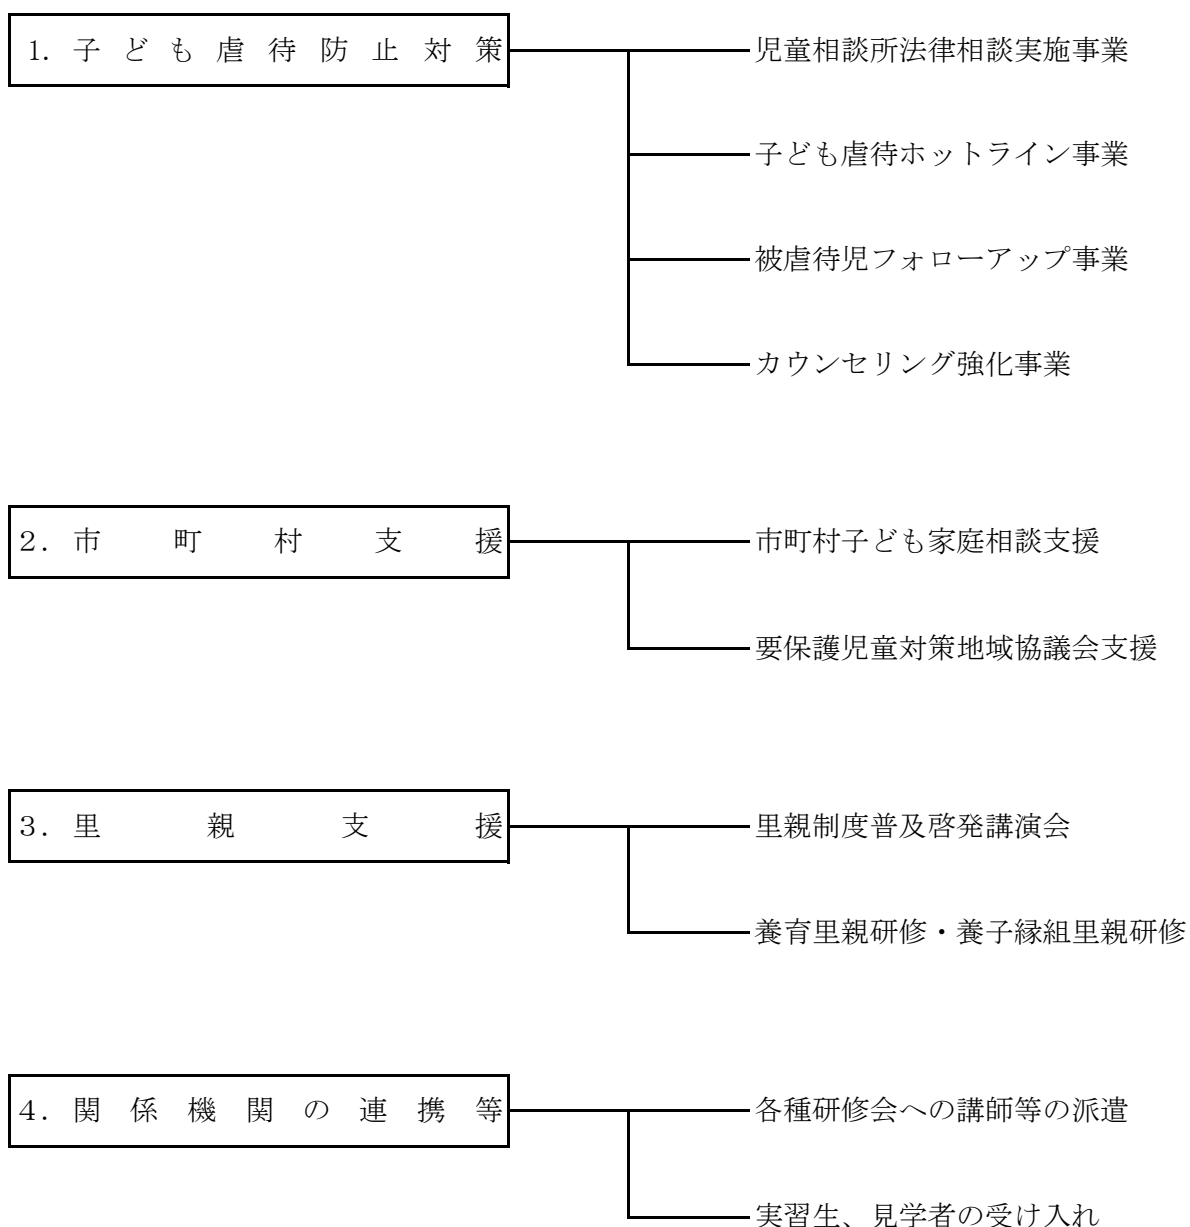 1. 子ども虐待防止対策
児童相談所法律相談実施事業
子ども虐待ホットライン事業
被虐待児フォローアップ事業
カウンセリング強化事業
2. 市町村支援
市町村子ども家庭相談支援
要保護児童対策地域協議会支援
3. 里親支援
里親制度普及啓発講演会
養育里親研修・養子縁組里親研修
4. 関係機関の連携等
各種研修会への講師等の派遣
実習生、見学者の受け入れ